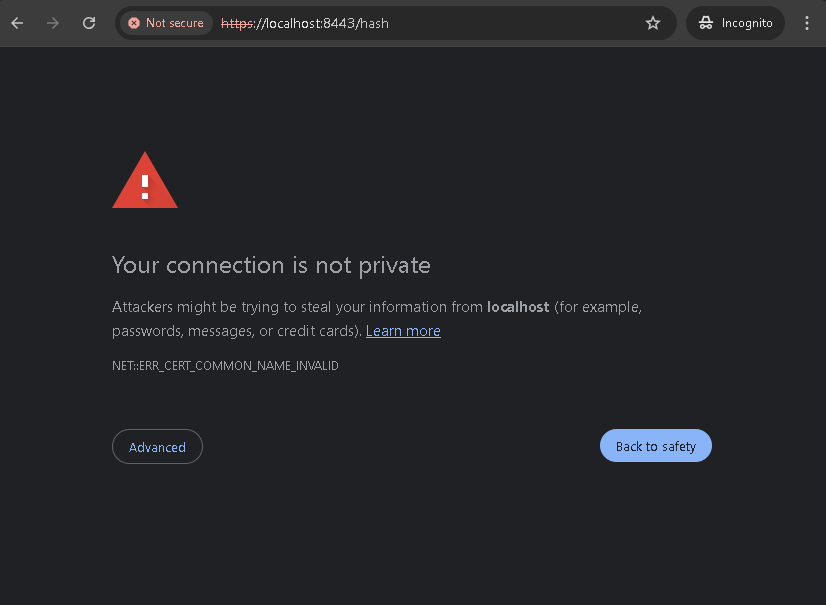 Not secure https://localhost:8443/hash Incognito
Your connection is not private
Attackers might be trying to steal your information from localhost (for example,
passwords, messages, or credit cards). Learn more
NET::ERR_CERT_COMMON_NAME_INVALID
Advanced Back to safety